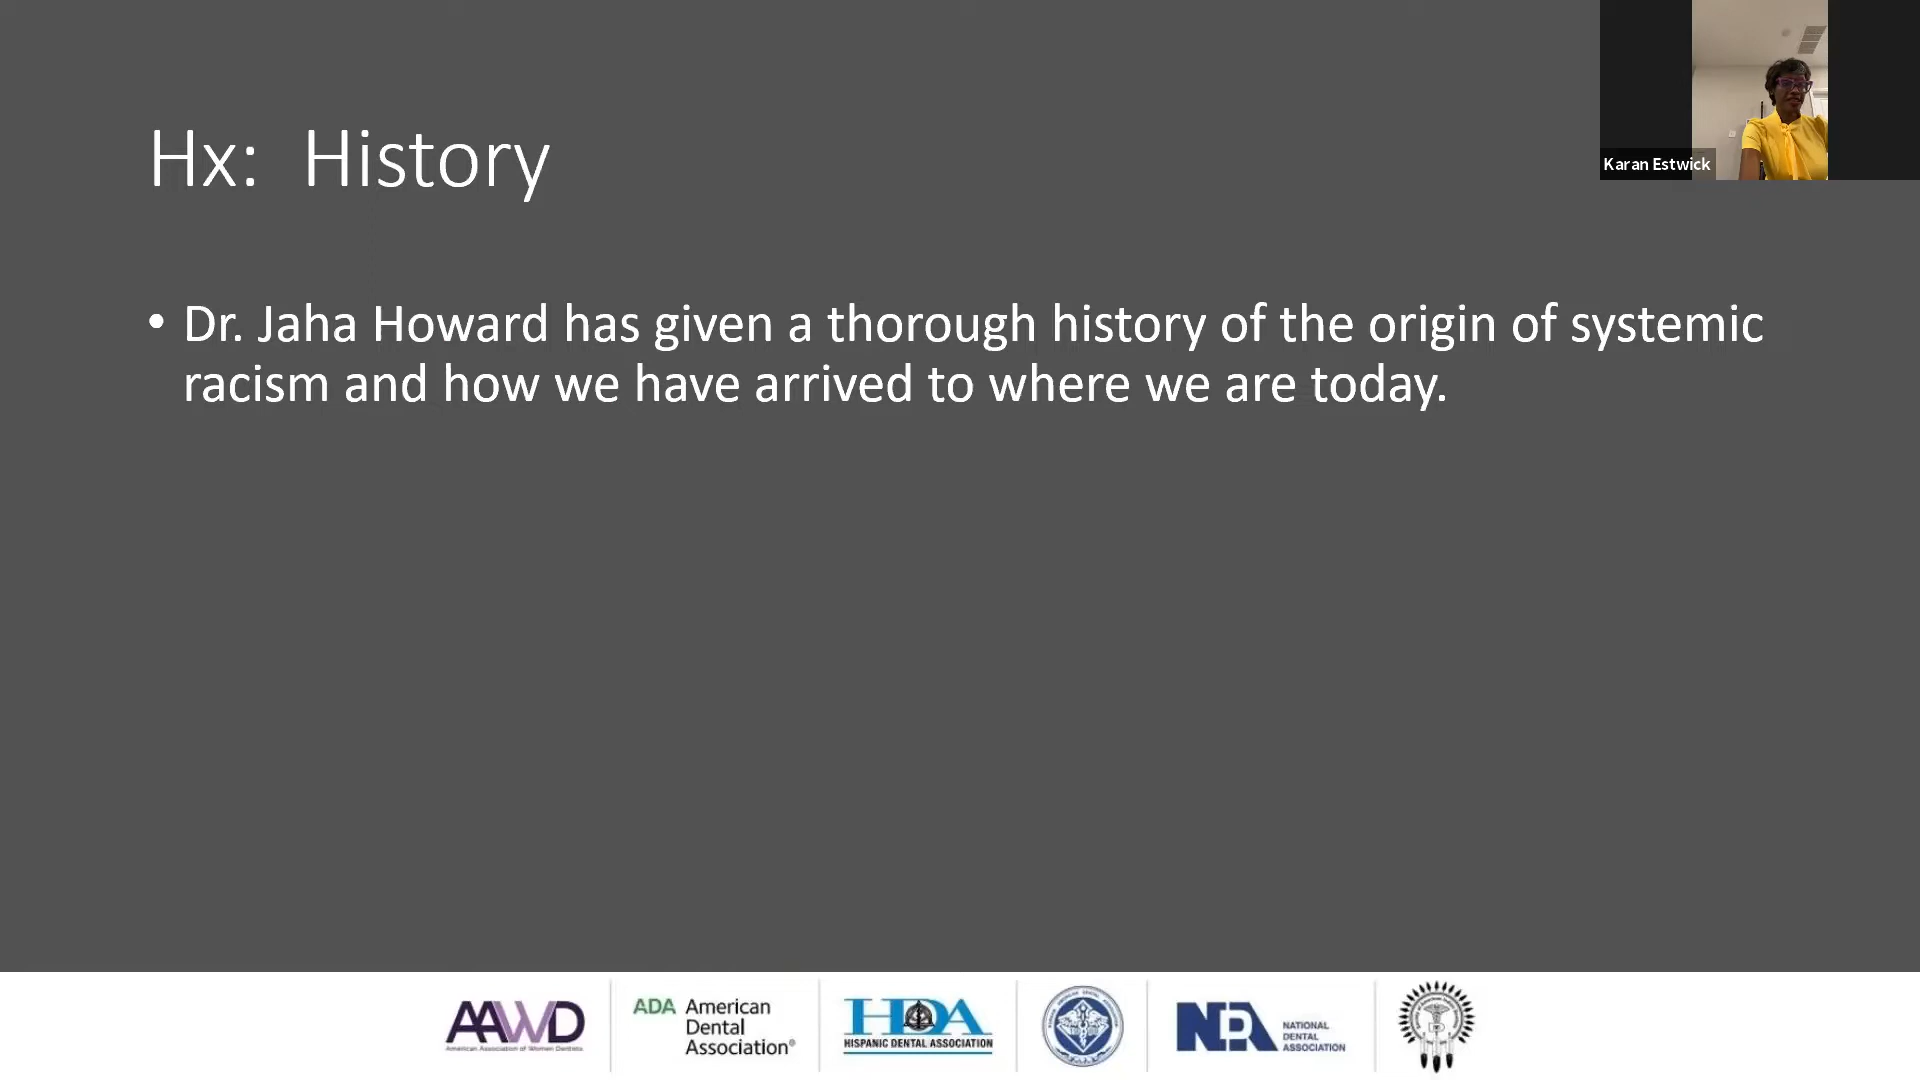 Hx:  History
Karan Estwick
• Dr. Jaha Howard has given a thorough history of the origin of systemic
racism and how we have arrived to where we are today.
AAWD
American Association of Women Dentists
ADA American
Dental
Association®
HDA
HISPANIC DENTAL ASSOCIATION
NDA
NATIONAL
DENTAL
ASSOCIATION